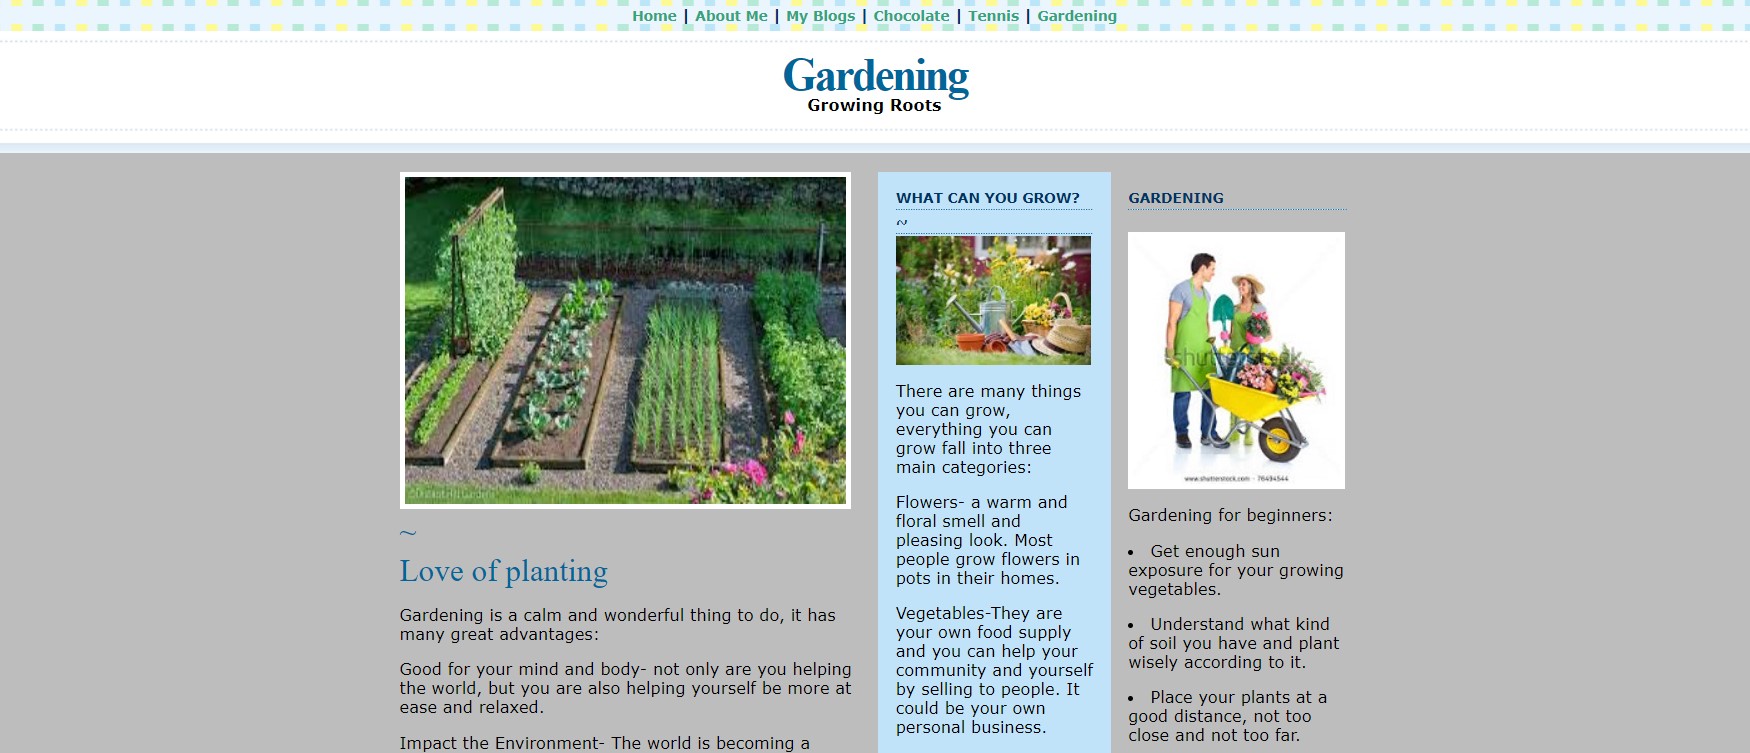 Home | About Me | My Blogs | Chocolate | Tennis | Gardening
Gardening
Growing Roots
~
Love of planting
Gardening is a calm and wonderful thing to do, it has
many great advantages:
Good for your mind and body- not only are you helping
the world, but you are also helping yourself be more at
ease and relaxed.
Impact the Environment- The world is becoming a
WHAT CAN YOU GROW?
~
There are many things
you can grow,
everything you can
grow fall into three
main categories:
Flowers- a warm and
floral smell and
pleasing look. Most
people grow flowers in
pots in their homes.
Vegetables-They are
your own food supply
and you can help your
community and yourself
by selling to people. It
could be your own
personal business.
GARDENING
shutterstock
www.shutterstock.com · 76494544
Gardening for beginners:
• Get enough sun
exposure for your growing
vegetables.
• Understand what kind
of soil you have and plant
wisely according to it.
• Place your plants at a
good distance, not too
close and not too far.